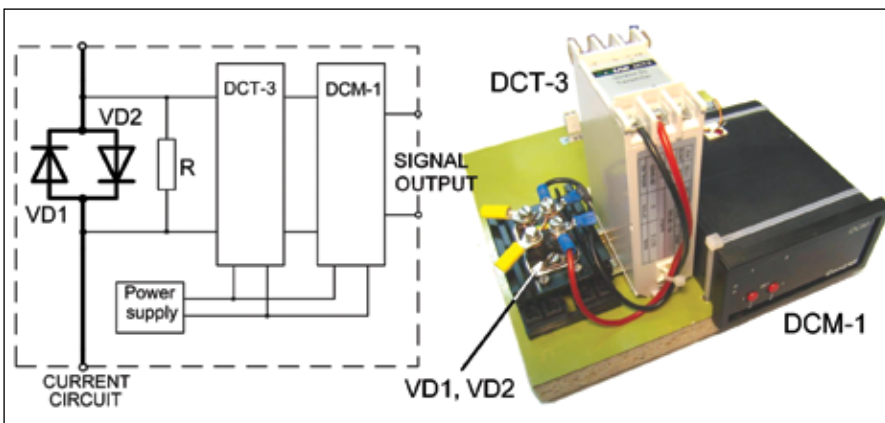 DCT-3
DCM-1
VD2
R
VD1
SIGNAL
OUTPUT
Power
supply
CURRENT
CIRCUIT
DCT-3
DCM-1
VD1, VD2